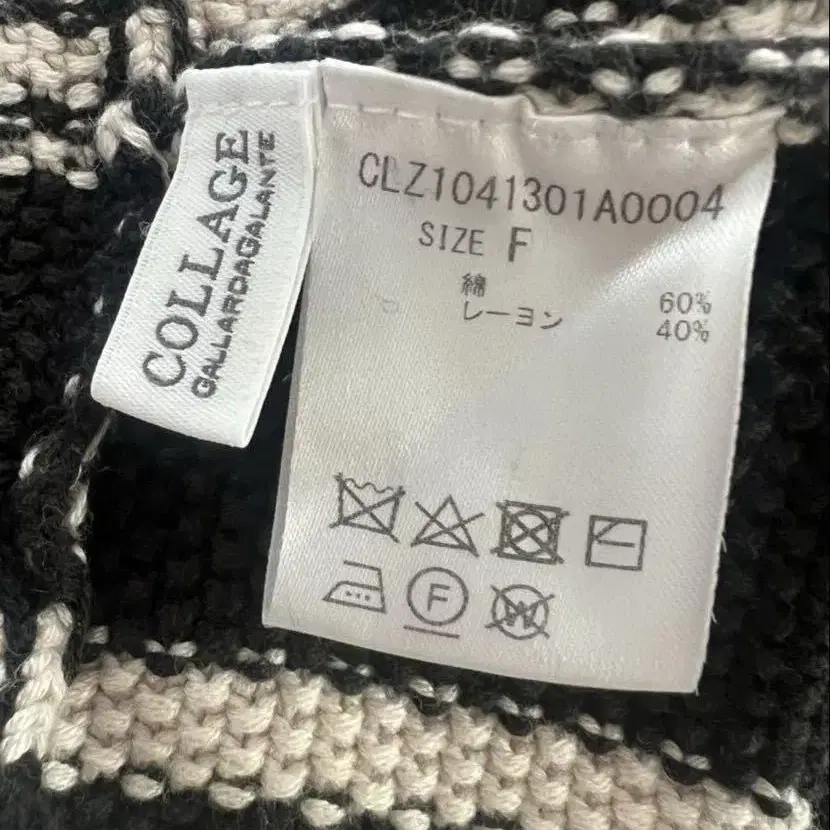 COLLAGE
GALLARDAGALANTE
CLZ1041301A0004
SIZE F
綿 60%
レーヨン 40%
F
W